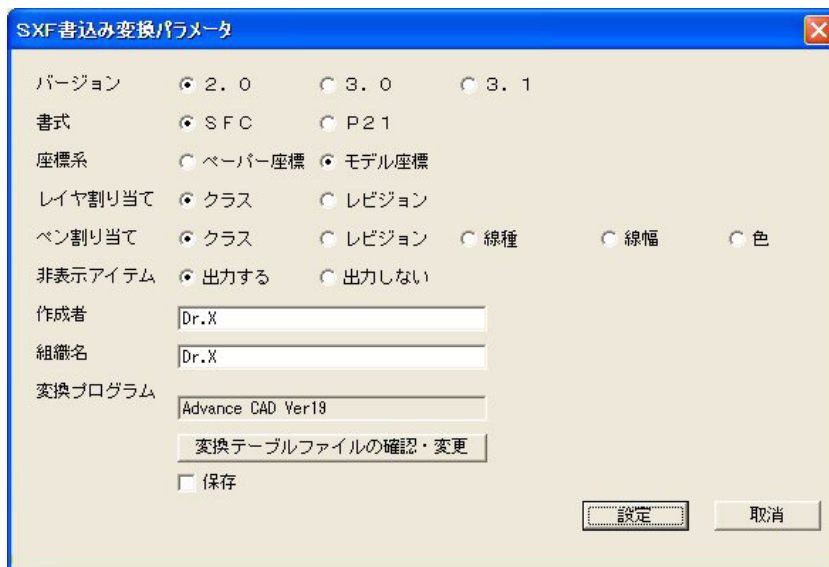 SXF書込み変換パラメータ
バージョン ２．０ ３．０ ３．１
書式 ＳＦＣ Ｐ２１
座標系 ペーパー座標 モデル座標
レイヤ割り当て クラス レビジョン
ペン割り当て クラス レビジョン 線種 線幅 色
非表示アイテム 出力する 出力しない
作成者 Dr.X
組織名 Dr.X
変換プログラム Advance CAD Ver19
変換テーブルファイルの確認・変更
保存
設定 取消